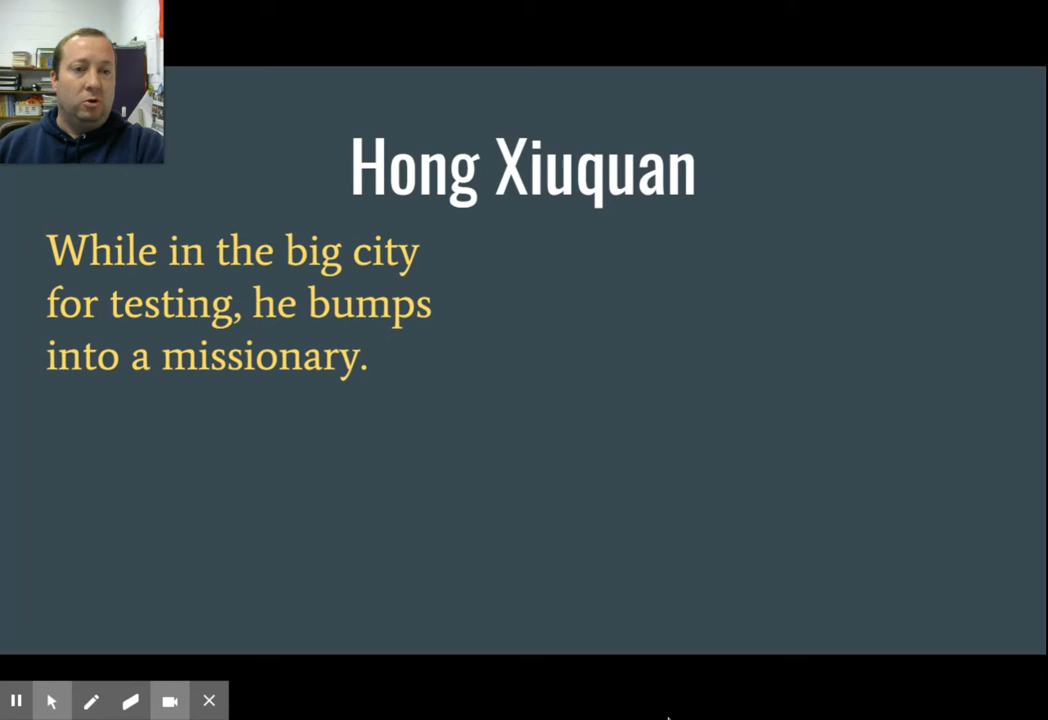 Hong Xiuquan
While in the big city
for testing, he bumps
into a missionary.